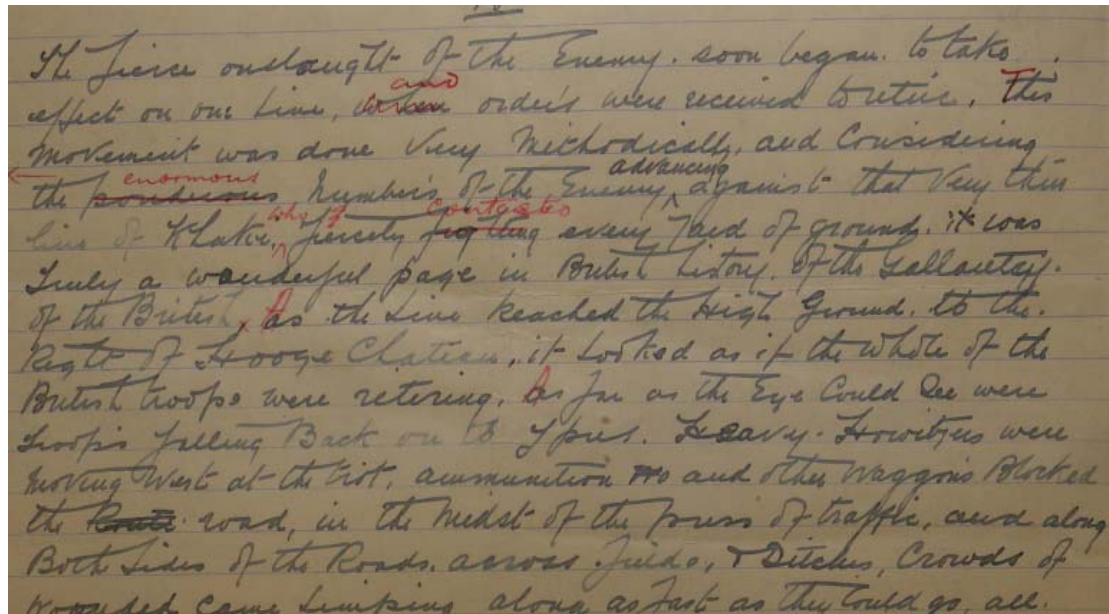 The fierce onslaught of the Enemy. soon began. to take
and
effect on our Line, when orders were received to retire. This
Movement was done Very Methodically, and Considering
enormous advancing
the ponderous Numbers of the Enemy, against that Very thin
who contested
line of Khaki, fiercely fighting every Yard of ground. it was
Truly a wonderful page in British history. of the Gallantry.
of the British, As the Line Reached the High Ground. to the.
Right of Hooge Chateau, it Looked as if the Whole of the
British troops were retiring. As far as the Eye Could See were
Troops falling Back on to Ypres. Heavy. Howitzers were
Moving West at the trot, ammunition and other Waggons Blocked
the Route road, in the Midst of the press of traffic, and along
Both Sides of the Roads. across fields, & Ditches, Crowds of
Wounded came Limping along as fast as they Could go all.